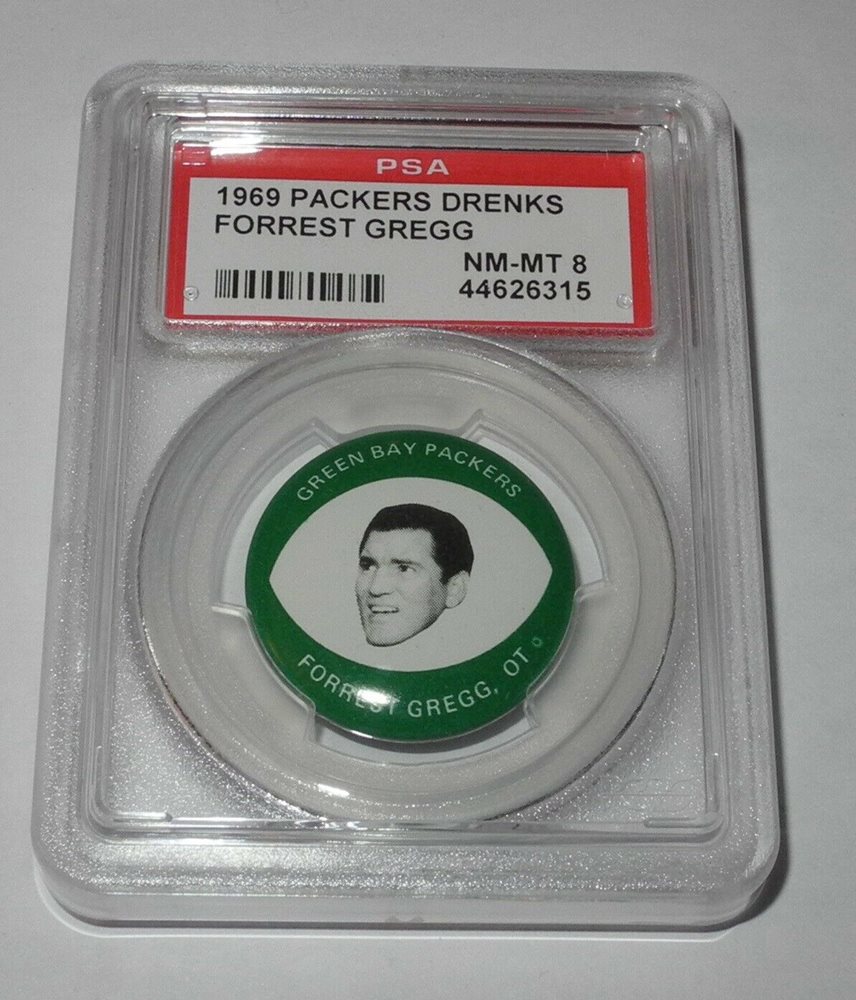 PSA
1969 PACKERS DRENKS
FORREST GREGG
NM-MT 8
44626315
GREEN BAY PACKERS
FORREST GREGG, OT